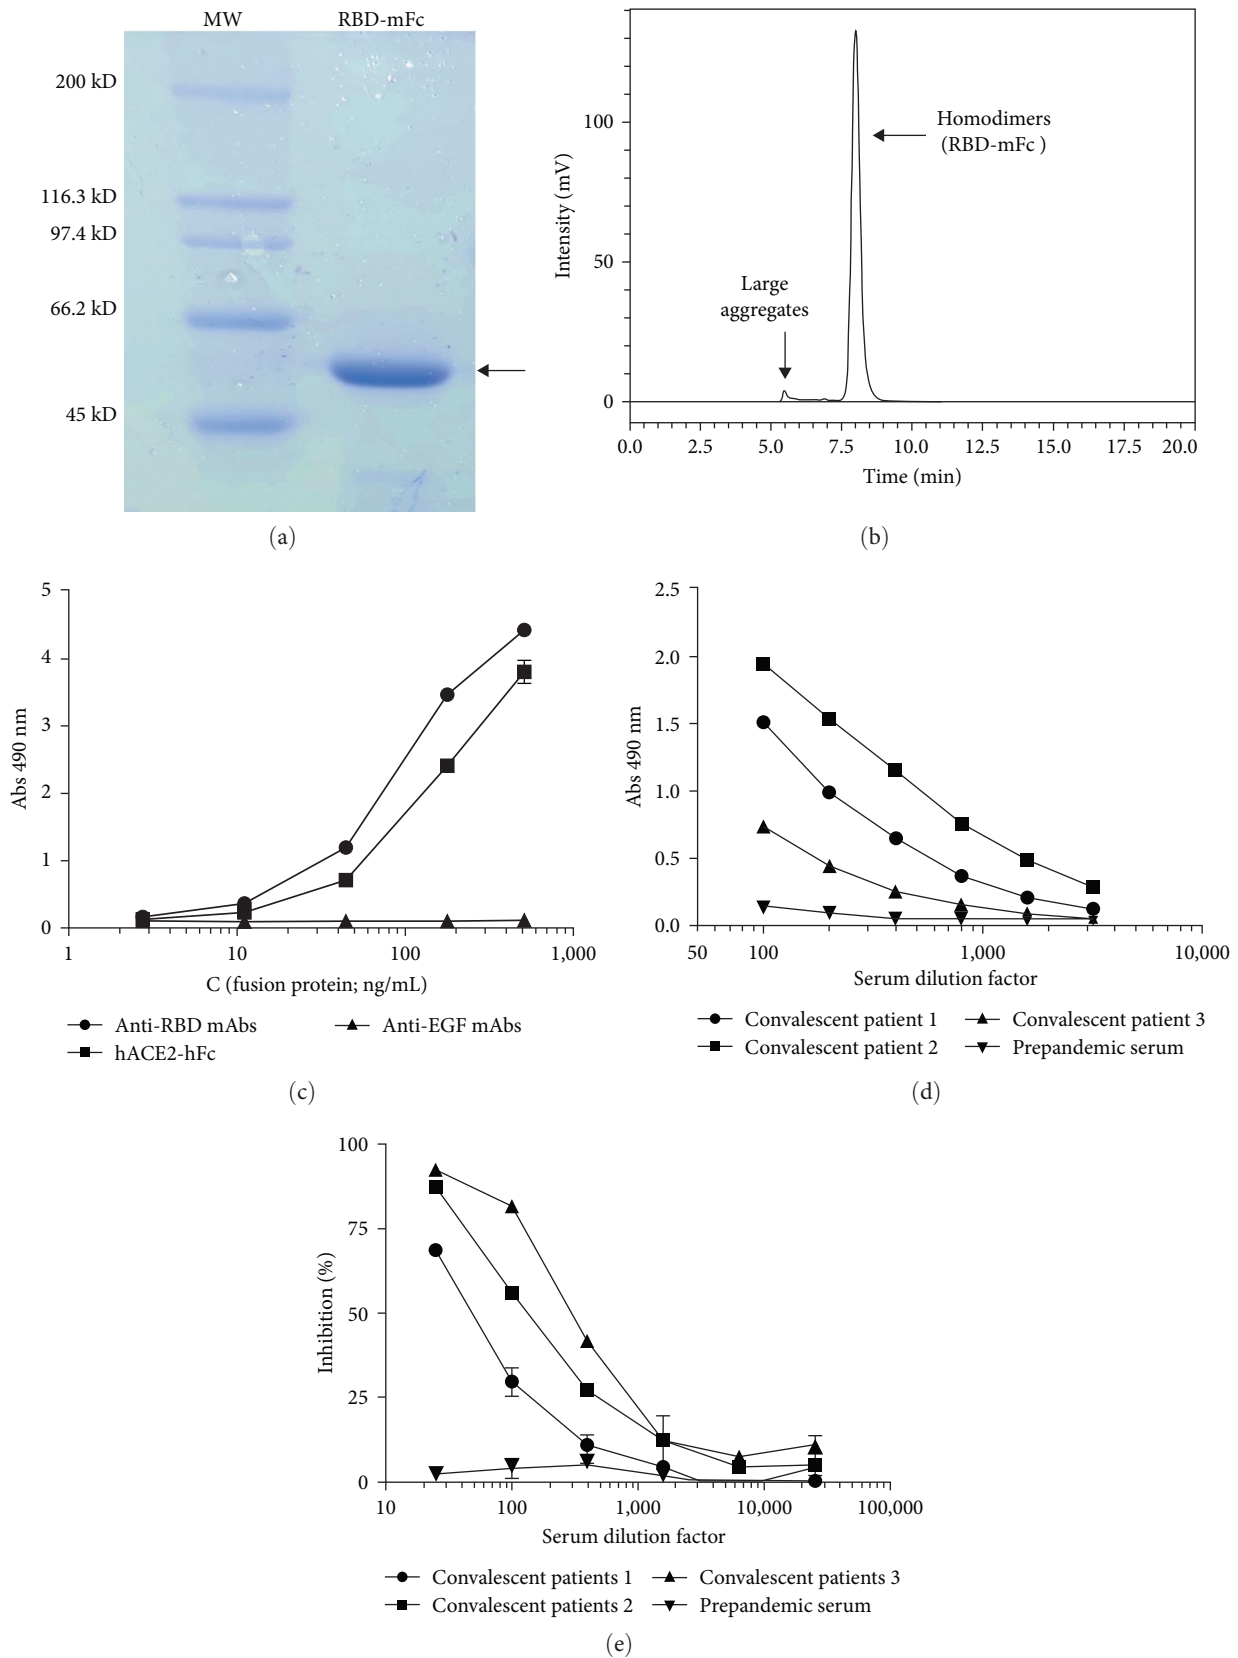 MW
RBD-mFc
200 kD
116.3 kD
97.4 kD
66.2 kD
45 kD
(a)
Intensity (mV)
100
50
0
Homodimers
(RBD-mFc )
Large
aggregates
0.0 2.5 5.0 7.5 10.0 12.5 15.0 17.5 20.0
Time (min)
(b)
Abs 490 nm
5
4
3
2
1
0
1 10 100 1,000
C (fusion protein; ng/mL)
Anti-RBD mAbs
Anti-EGF mAbs
hACE2-hFc
(c)
Abs 490 nm
2.5
2.0
1.5
1.0
0.5
0.0
50 100 1,000 10,000
Serum dilution factor
Convalescent patient 1
Convalescent patient 3
Convalescent patient 2
Prepandemic serum
(d)
Inhibition (%)
100
75
50
25
0
10 100 1,000 10,000 100,000
Serum dilution factor
Convalescent patients 1
Convalescent patients 3
Convalescent patients 2
Prepandemic serum
(e)